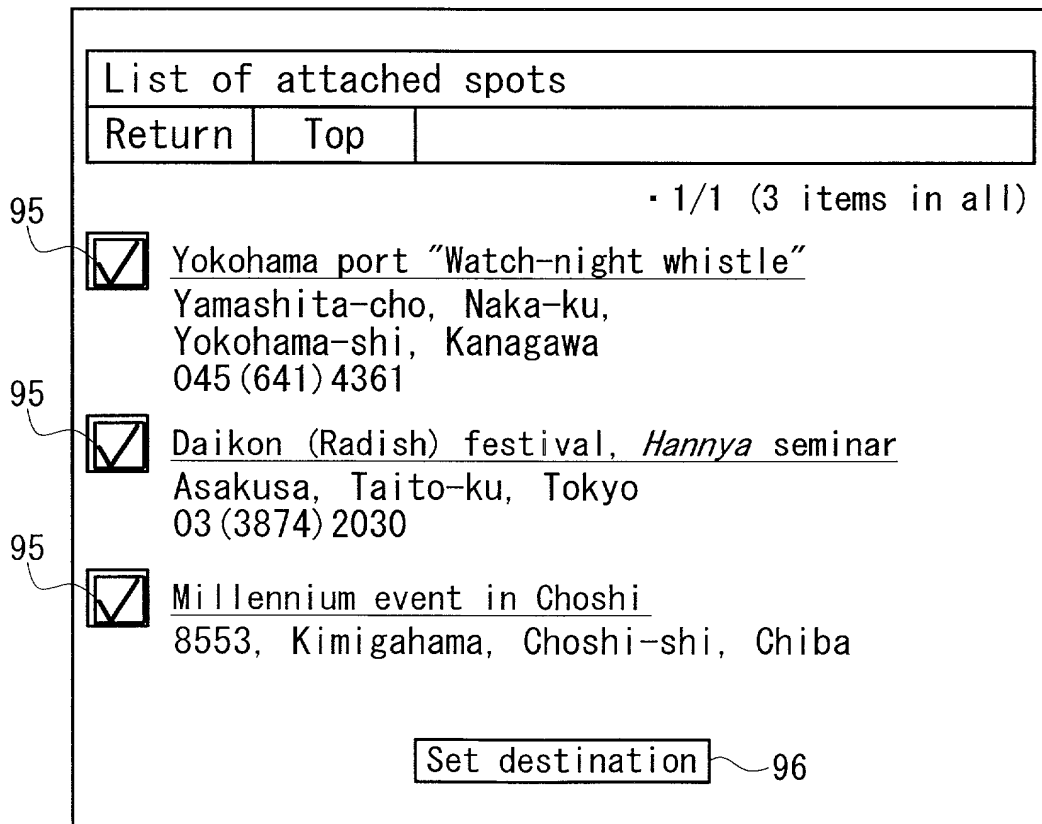 List of attached spots
Return Top
・1/1 (3 items in all)
95
Yokohama port "Watch-night whistle"
Yamashita-cho, Naka-ku,
Yokohama-shi, Kanagawa
045(641)4361
95
Daikon (Radish) festival, Hannya seminar
Asakusa, Taito-ku, Tokyo
03(3874)2030
95
Millennium event in Choshi
8553, Kimigahama, Choshi-shi, Chiba
Set destination 96